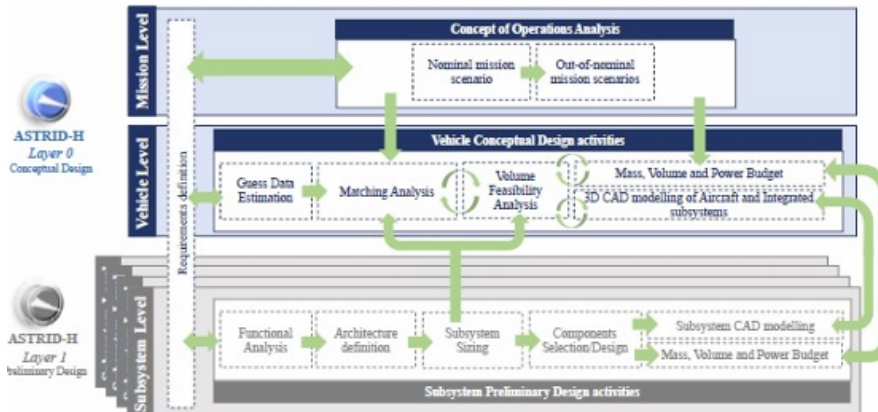 Mission Level
Concept of Operations Analysis
Nominal mission
scenario
Out-of-nominal
mission scenarios
ASTRID-H
Layer 0
Conceptual Design
Vehicle Level
Requirements definition
Vehicle Conceptual Design activities
Guess Data
Estimation
Matching Analysis
Volume
Feasibility
Analysis
Mass, Volume and Power Budget
3D CAD modelling of Aircraft and Integrated
subsystems
ASTRID-H
Layer 1
Preliminary Design
Subsystem Level
Functional
Analysis
Architecture
definition
Subsystem
Sizing
Components
Selection/Design
Subsystem CAD modelling
Mass, Volume and Power Budget
Subsystem Preliminary Design activities